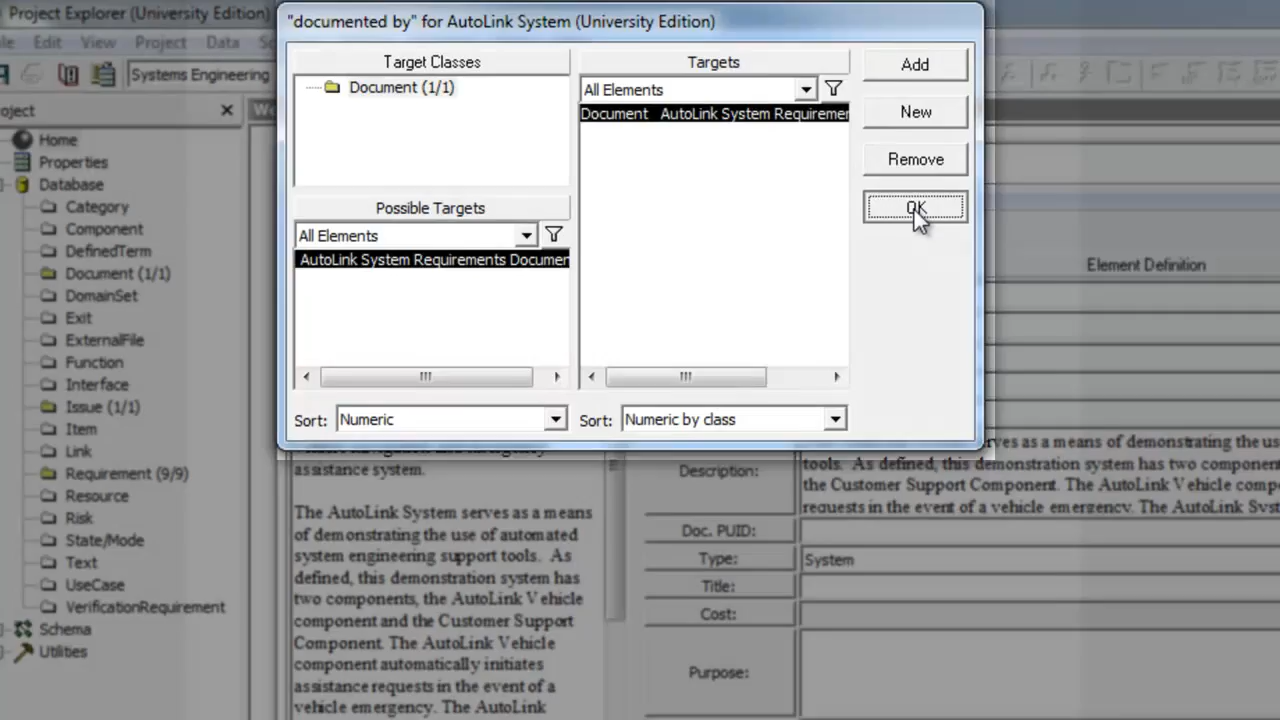 Project Explorer (University Edition)
Edit View Project Data
Systems Engineering
Home
Properties
Database
Category
Component
DefinedTerm
Document (1/1)
DomainSet
Exit
ExternalFile
Function
Interface
Issue (1/1)
Item
Link
Requirement (9/9)
Resource
Risk
State/Mode
Text
UseCase
VerificationRequirement
Schema
Utilities
"documented by" for AutoLink System (University Edition)
Target Classes
Document (1/1)
Possible Targets
All Elements
AutoLink System Requirements Documen
Sort: Numeric
Targets
All Elements
Document AutoLink System Requiremen
Sort: Numeric by class
Add
New
Remove
OK
assistance system.
The AutoLink System serves as a means
of demonstrating the use of automated
system engineering support tools. As
defined, this demonstration system has
two components, the AutoLink Vehicle
component and the Customer Support
Component. The AutoLink Vehicle
component automatically initiates
assistance requests in the event of a
vehicle emergency. The AutoLink
Element Definition
Description:
rves as a means of demonstrating the us
tools. As defined, this demonstration system has two component
the Customer Support Component. The AutoLink Vehicle comp
requests in the event of a vehicle emergency. The AutoLink Syst
Doc. PUID:
Type: System
Title:
Cost:
Purpose: